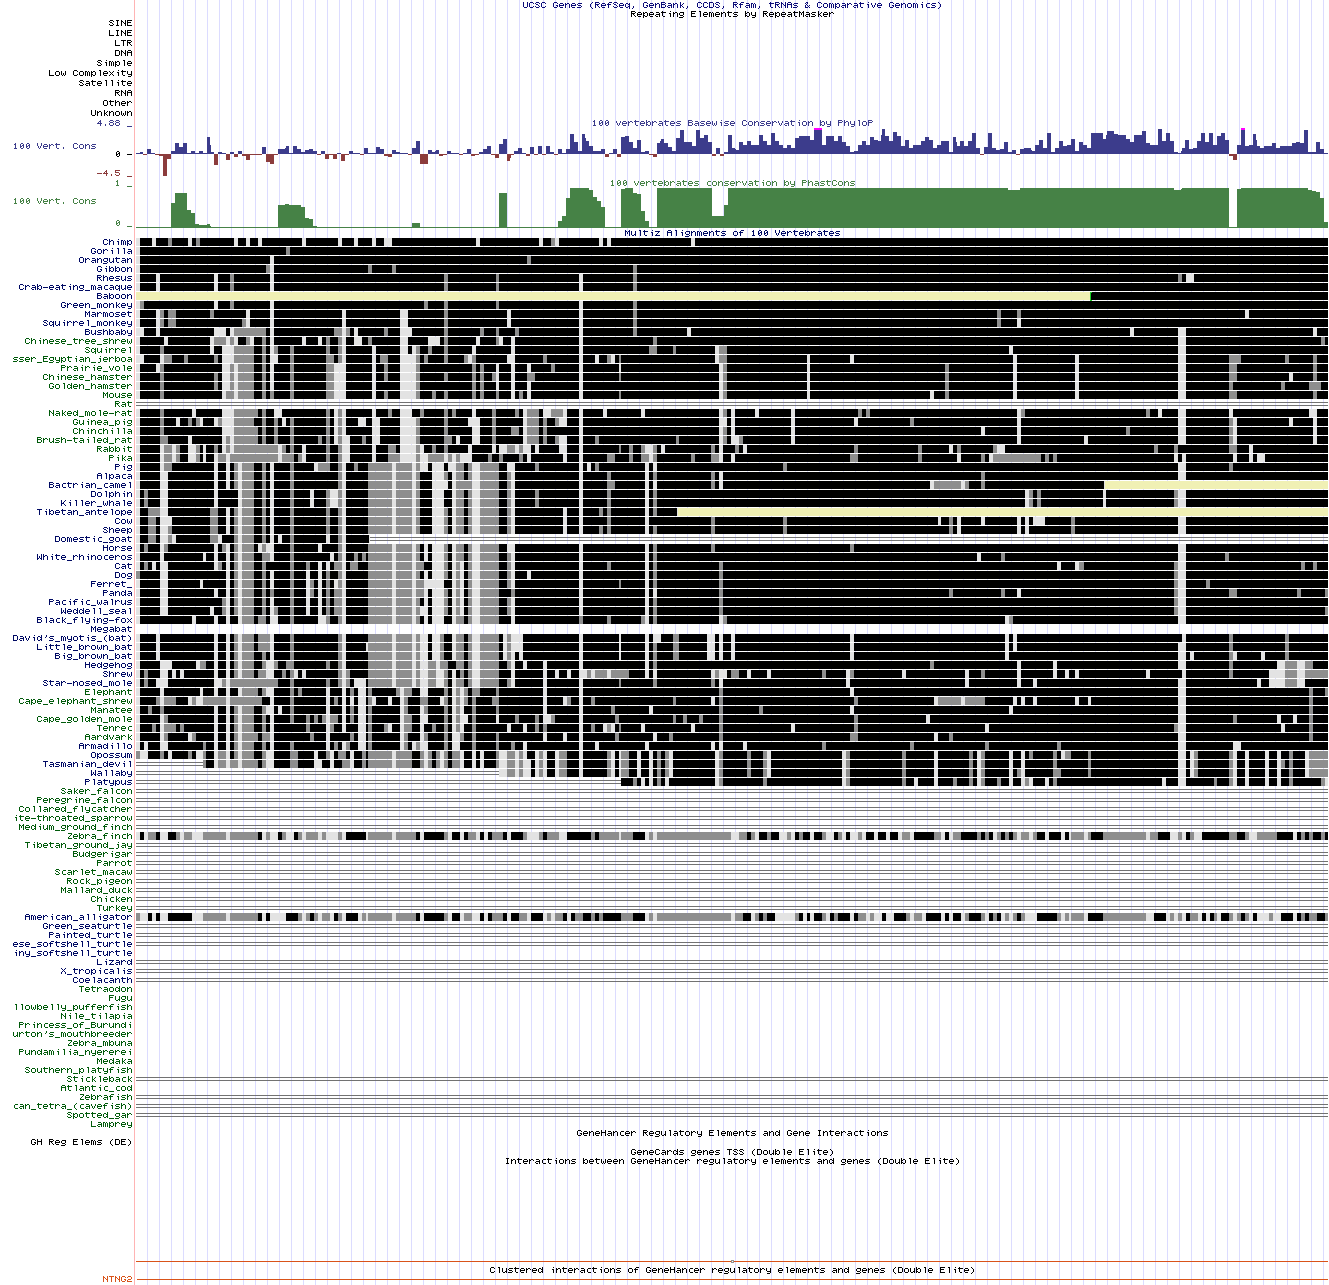 UCSC Genes (RefSeq, GenBank, CCDS, Rfam, tRNAs & Comparative Genomics)
Repeating Elements by RepeatMasker
SINE
LINE
LTR
DNA
Simple
Low Complexity
Satellite
RNA
Other
Unknown
4.88 _
100 vertebrates Basewise Conservation by PhyloP
100 Vert. Cons
0 _
-4.5 _
1 _
100 vertebrates conservation by PhastCons
100 Vert. Cons
0 _
Multiz Alignments of 100 Vertebrates
Chimp
Gorilla
Orangutan
Gibbon
Rhesus
Crab-eating_macaque
Baboon
Green_monkey
Marmoset
Squirrel_monkey
Bushbaby
Chinese_tree_shrew
Squirrel
sser_Egyptian_jerboa
Prairie_vole
Chinese_hamster
Golden_hamster
Mouse
Rat
Naked_mole-rat
Guinea_pig
Chinchilla
Brush-tailed_rat
Rabbit
Pika
Pig
Alpaca
Bactrian_camel
Dolphin
Killer_whale
Tibetan_antelope
Cow
Sheep
Domestic_goat
Horse
White_rhinoceros
Cat
Dog
Ferret_
Panda
Pacific_walrus
Weddell_seal
Black_flying-fox
Megabat
David's_myotis_(bat)
Little_brown_bat
Big_brown_bat
Hedgehog
Shrew
Star-nosed_mole
Elephant
Cape_elephant_shrew
Manatee
Cape_golden_mole
Tenrec
Aardvark
Armadillo
Opossum
Tasmanian_devil
Wallaby
Platypus
Saker_falcon
Peregrine_falcon
Collared_flycatcher
ite-throated_sparrow
Medium_ground_finch
Zebra_finch
Tibetan_ground_jay
Budgerigar
Parrot
Scarlet_macaw
Rock_pigeon
Mallard_duck
Chicken
Turkey
American_alligator
Green_seaturtle
Painted_turtle
ese_softshell_turtle
iny_softshell_turtle
Lizard
X_tropicalis
Coelacanth
Tetraodon
Fugu
llowbelly_pufferfish
Nile_tilapia
Princess_of_Burundi
urton's_mouthbreeder
Zebra_mbuna
Pundamilia_nyererei
Medaka
Southern_platyfish
Stickleback
Atlantic_cod
Zebrafish
can_tetra_(cavefish)
Spotted_gar
Lamprey
GeneHancer Regulatory Elements and Gene Interactions
GH Reg Elems (DE)
GeneCards genes TSS (Double Elite)
Interactions between GeneHancer regulatory elements and genes (Double Elite)
Clustered interactions of GeneHancer regulatory elements and genes (Double Elite)
NTNG2